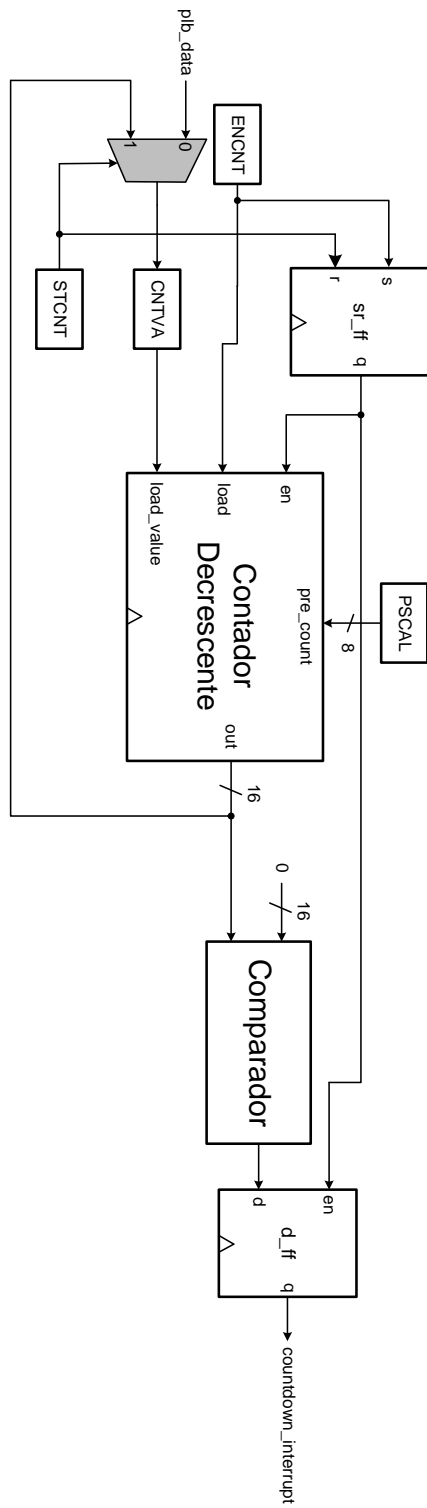 plb_data
0
1
ENCNT
STCNT
CNTVA
s
r
sr_ff
q
en
load
load_value
Contador
Decrescente
pre_count
out
PSCAL
8
16
0
16
Comparador
en
d
d_ff
q
countdown_interrupt